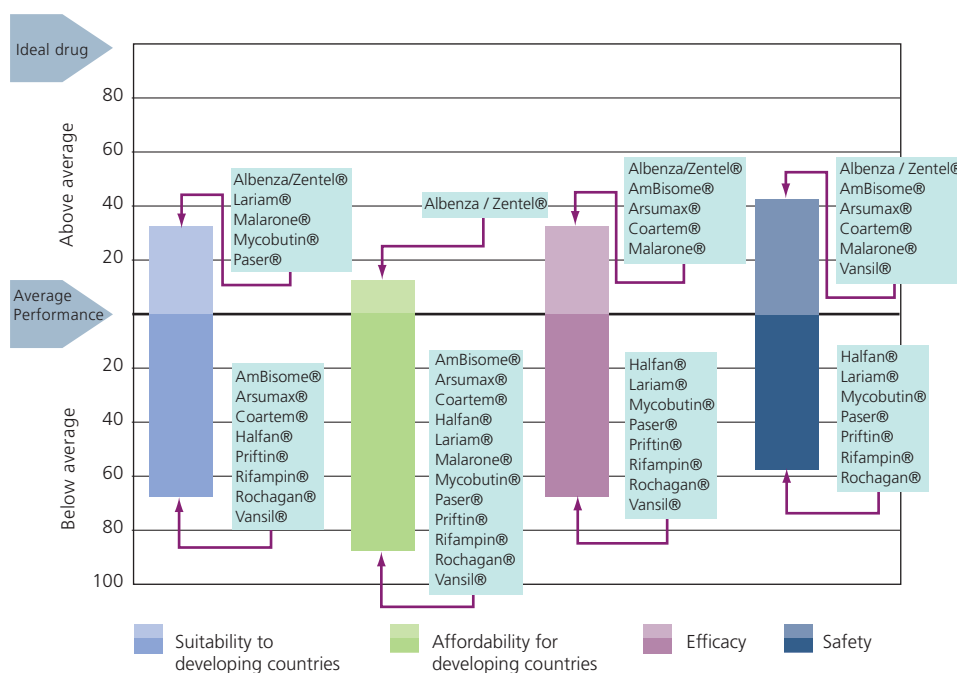 Ideal drug
Above average
80
60
40
20
Average
Performance
20
40
60
80
100
Below average
Albenza/Zentel®
Lariam®
Malarone®
Mycobutin®
Paser®
Albenza / Zentel®
Albenza/Zentel®
AmBisome®
Arsumax®
Coartem®
Malarone®
Albenza / Zentel®
AmBisome®
Arsumax®
Coartem®
Malarone®
Vansil®
AmBisome®
Arsumax®
Coartem®
Halfan®
Priftin®
Rifampin®
Rochagan®
Vansil®
AmBisome®
Arsumax®
Coartem®
Halfan®
Lariam®
Malarone®
Mycobutin®
Paser®
Priftin®
Rifampin®
Rochagan®
Vansil®
Halfan®
Lariam®
Mycobutin®
Paser®
Priftin®
Rifampin®
Rochagan®
Vansil®
Halfan®
Lariam®
Mycobutin®
Paser®
Priftin®
Rifampin®
Rochagan®
Suitability to
developing countries
Affordability for
developing countries
Efficacy
Safety